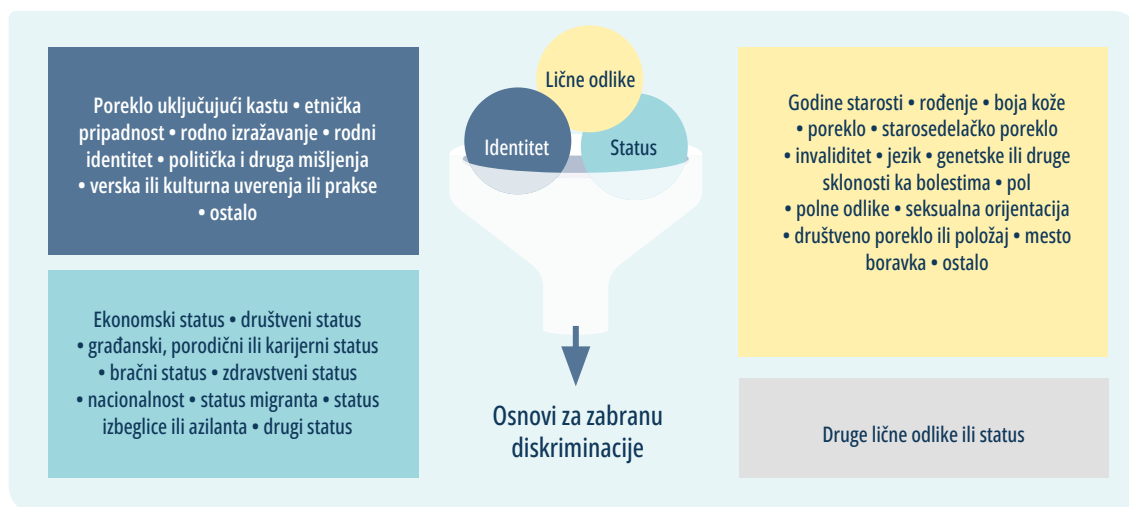 Poreklo uključujući kastu • etnička
pripadnost • rodno izražavanje • rodni
identitet • politička i druga mišljenja
• verska ili kulturna uverenja ili prakse
• ostalo
Ekonomski status • društveni status
• građanski, porodični ili karijerni status
• bračni status • zdravstveni status
• nacionalnost • status migranta • status
izbeglice ili azilanta • drugi status
Lične odlike
Identitet
Status
Osnovi za zabranu
diskriminacije
Godine starosti • rođenje • boja kože
• poreklo • starosedelačko poreklo
• invaliditet • jezik • genetske ili druge
sklonosti ka bolestima • pol
• polne odlike • seksualna orijentacija
• društveno poreklo ili položaj • mesto
boravka • ostalo
Druge lične odlike ili status